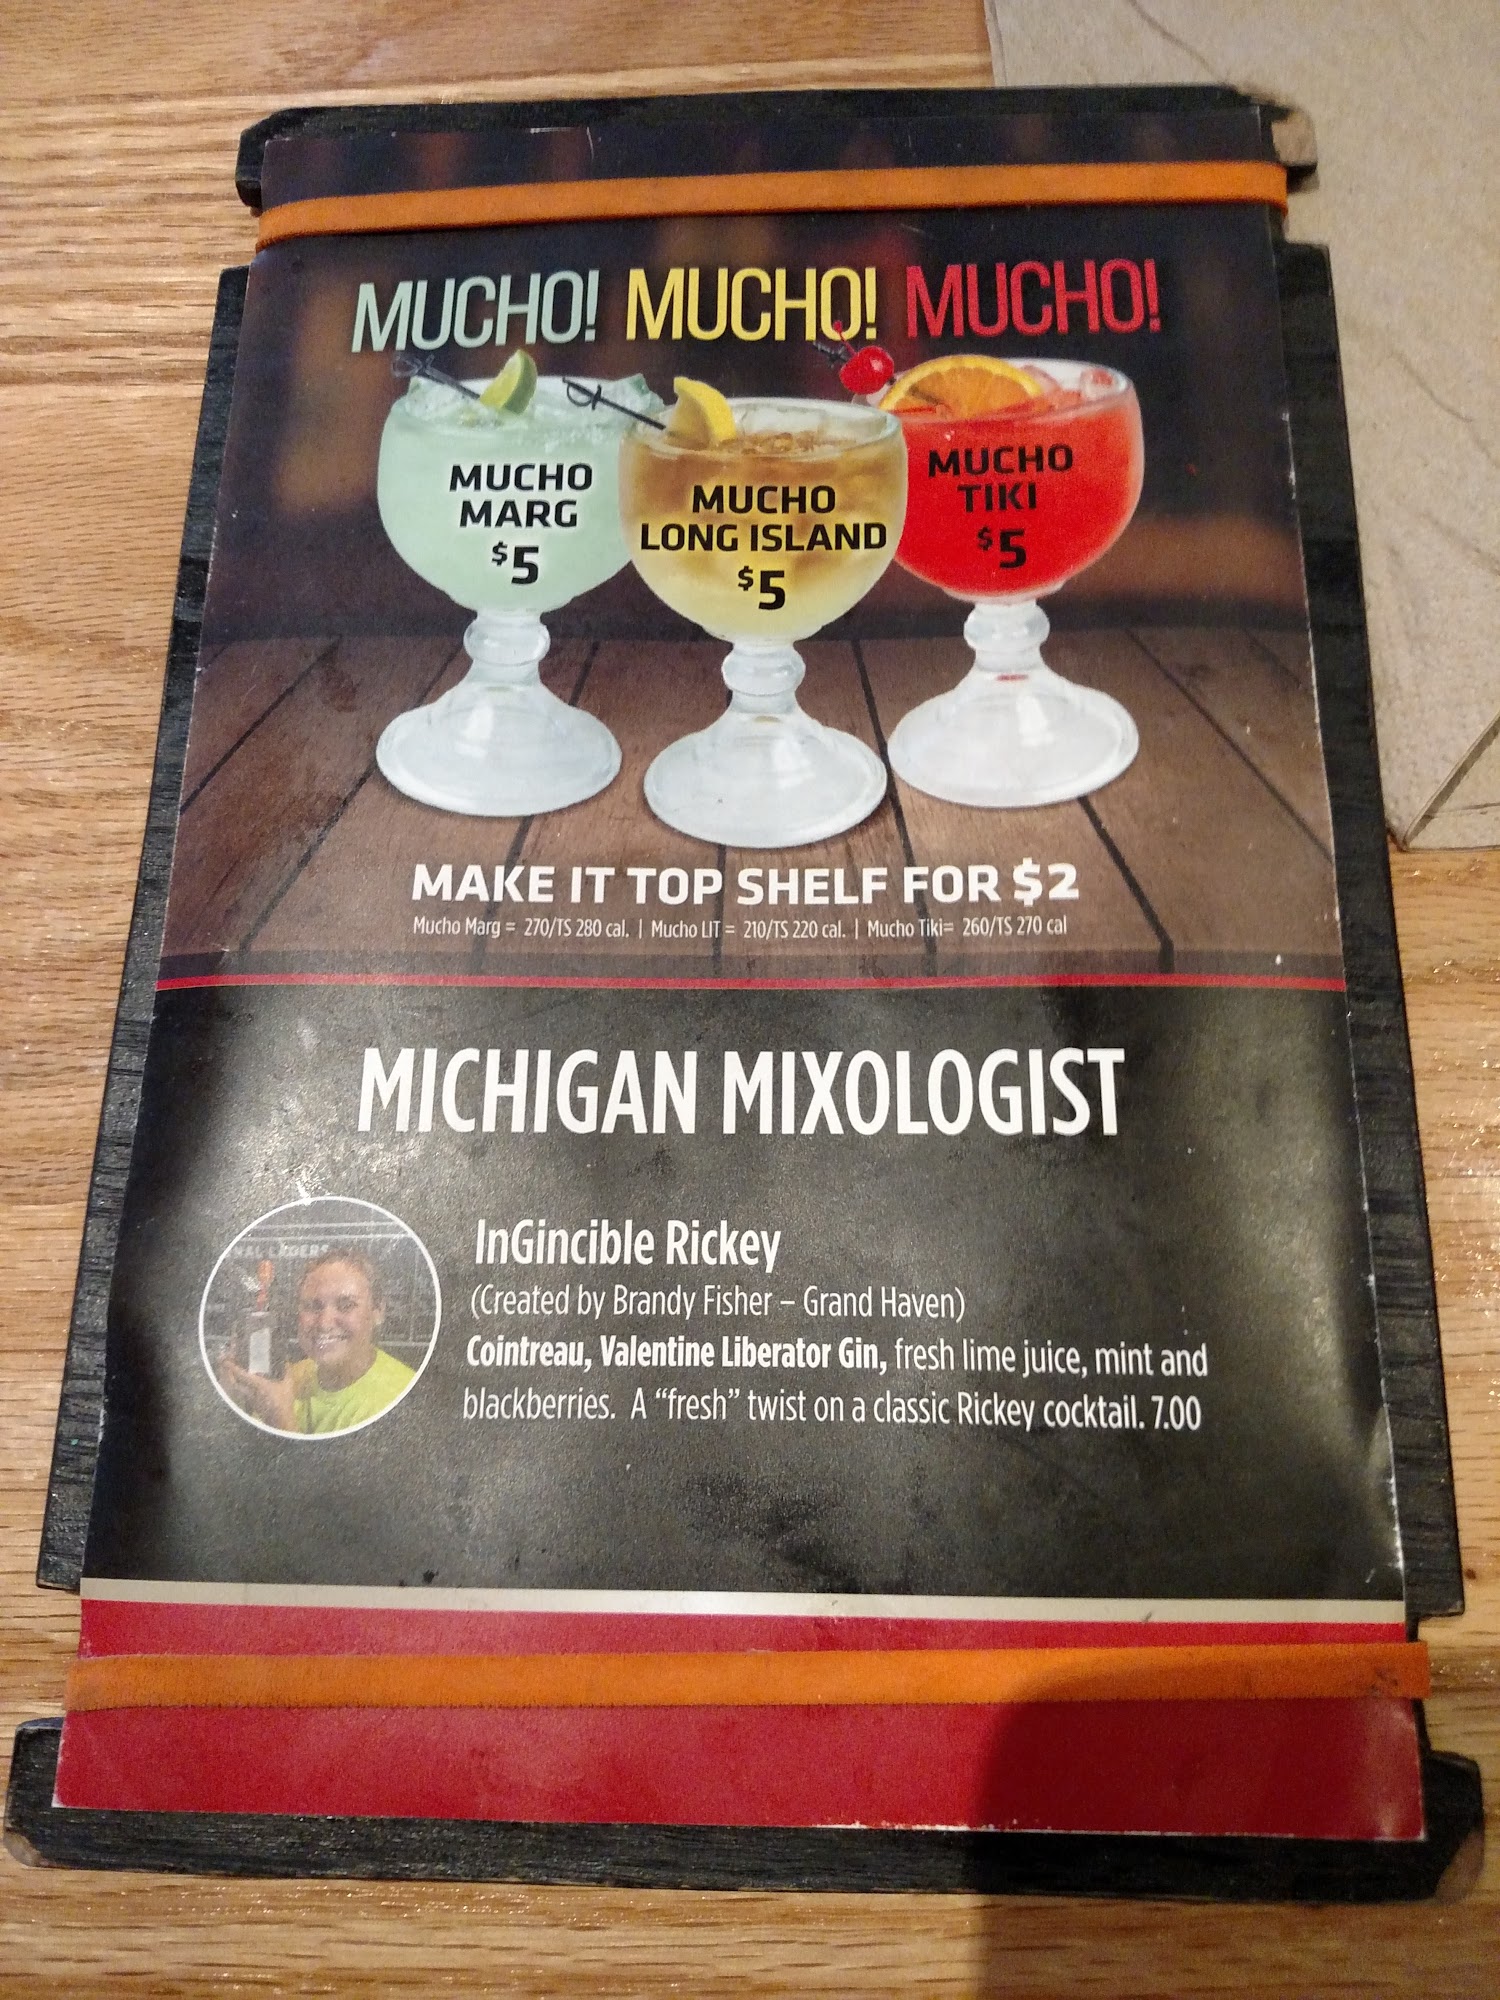 MUCHO! MUCHO! MUCHO!
MUCHO
MARG
$5
MUCHO
LONG ISLAND
$5
MUCHO
TIKI
$5
MAKE IT TOP SHELF FOR $2
Mucho Marg = 270/TS 280 cal. | Mucho LIT = 210/TS 220 cal. | Mucho Tiki= 260/TS 270 cal
MICHIGAN MIXOLOGIST
InGincible Rickey
(Created by Brandy Fisher – Grand Haven)
Cointreau, Valentine Liberator Gin, fresh lime juice, mint and
blackberries. A “fresh” twist on a classic Rickey cocktail. 7.00